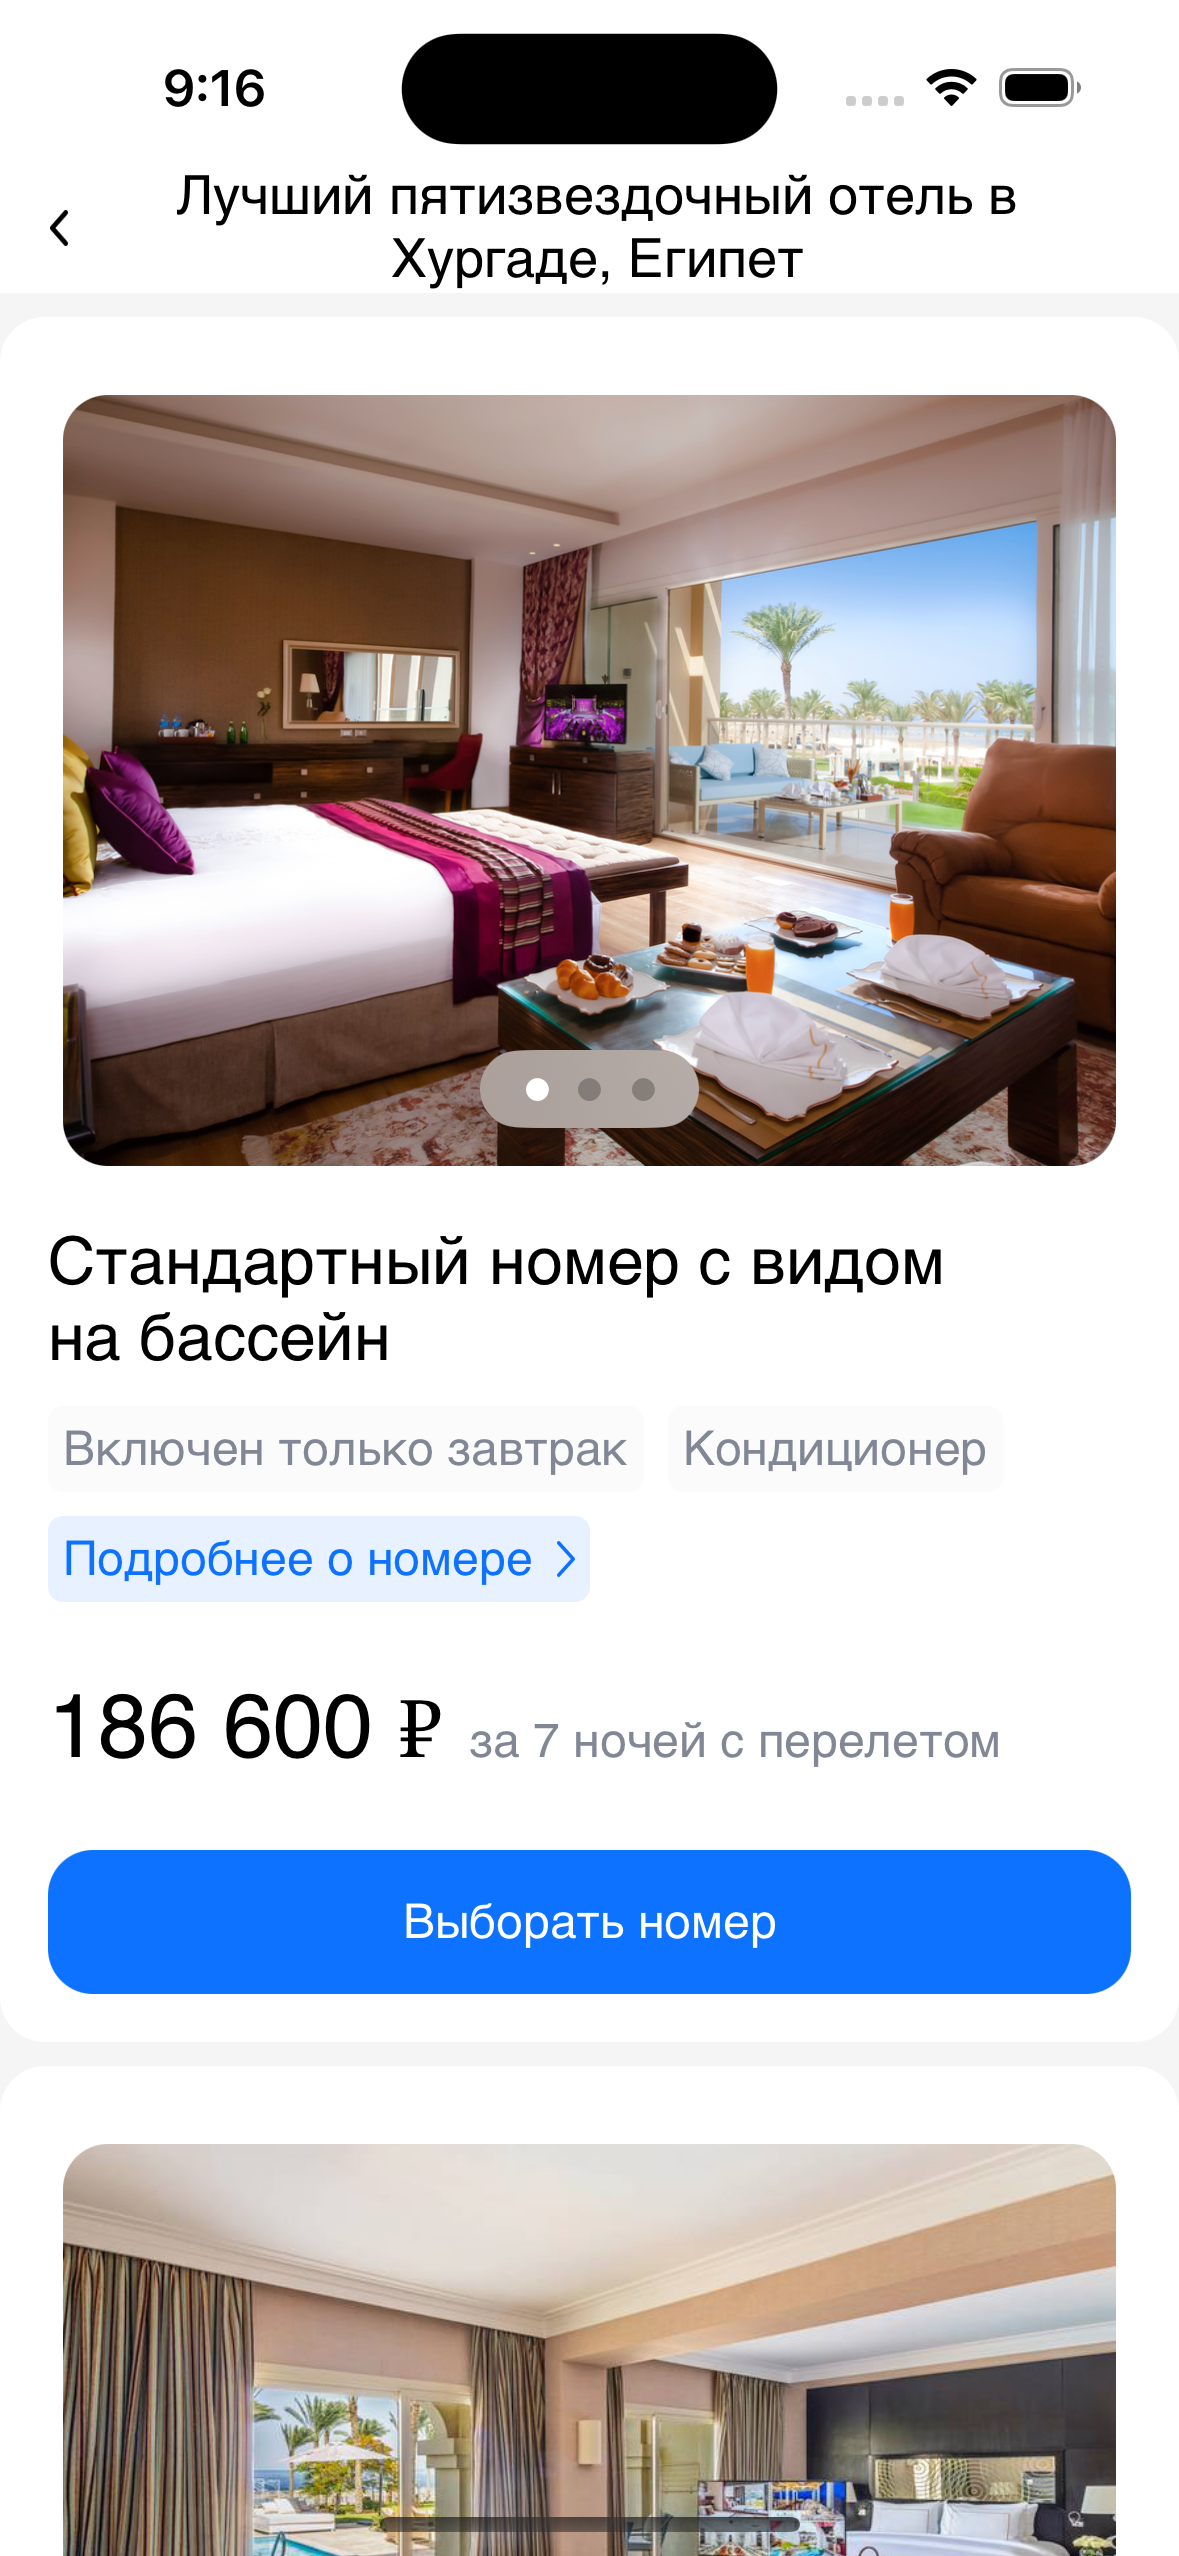 9:16
Лучший пятизвездочный отель в
Хургаде, Египет
Стандартный номер с видом
на бассейн
Включен только завтрак
Кондиционер
Подробнее о номере
186 600 ₽ за 7 ночей с перелетом
Выборать номер